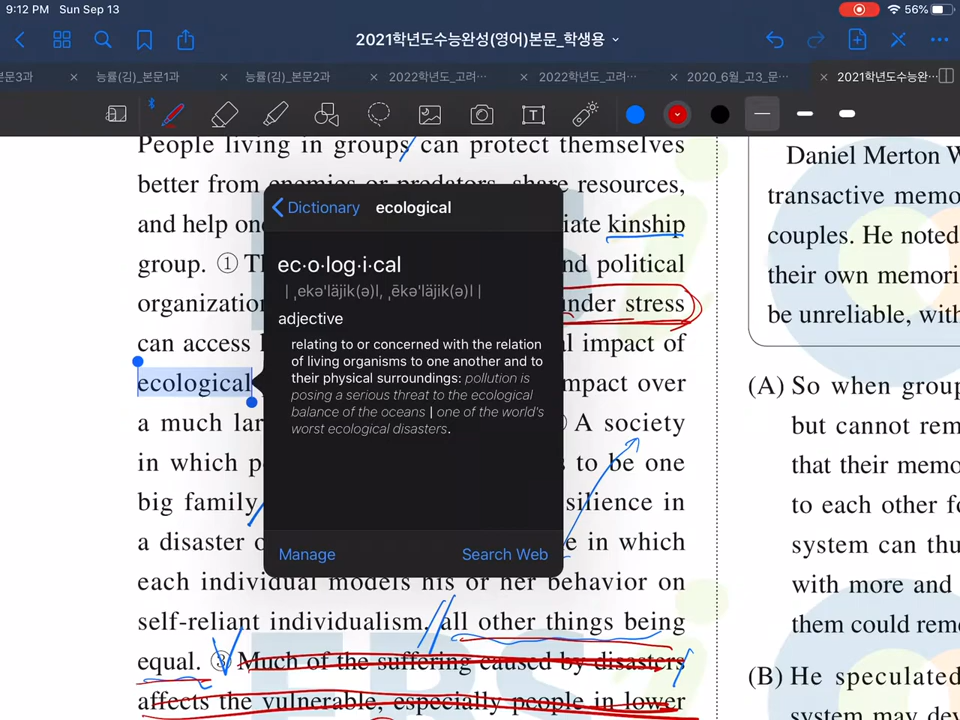 9:12 PM Sun Sep 13
56%
2021학년도수능완성(영어)본문_학생용
본문3과
능률(김)_본문1과
능률(김)_본문2과
2022학년도_고려…
2022학년도_고려…
2020_6월_고3_문…
2021학년도수능완…
T
People living in groups can protect themselves
better from enemies or predators, share resources,
and help one
iate kinship
group. ① Th
nd political
organization
under stress
can access
l impact of
ecological
mpact over
a much lar
A society
in which p
s to be one
big family
silience in
a disaster o
e in which
each individual models his or her behavior on
self-reliant individualism, all other things being
equal. ③ Much of the suffering caused by disasters
affects the vulnerable, especially people in lower
Dictionary
ecological
ec·o·log·i·cal
| ˌekəˈläjik(ə)l, ˌēkəˈläjik(ə)l |
adjective
relating to or concerned with the relation
of living organisms to one another and to
their physical surroundings: pollution is
posing a serious threat to the ecological
balance of the oceans | one of the world's
worst ecological disasters.
Manage
Search Web
Daniel Merton W
transactive memo
couples. He noted
their own memori
be unreliable, with
(A) So when group
but cannot rem
that their memo
to each other fo
system can thu
with more and
them could reme
(B) He speculated
system may dev